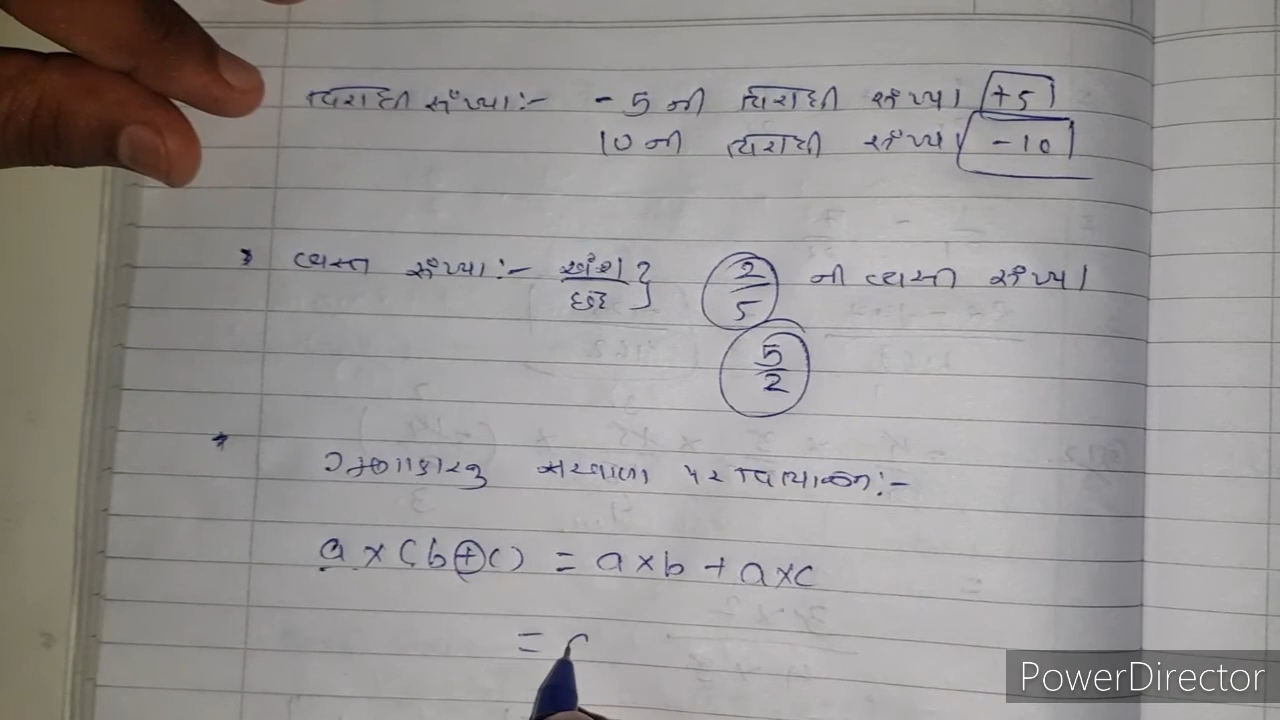 વિરોધી સંખ્યા:- -5 ની વિરોધી સંખ્યા +5
10 ની વિરોધી સંખ્યા -10
* વ્યસ્ત સંખ્યા:- અંશ/છેદ } 2/5 ની વ્યસ્ત સંખ્યા
5/2
* ગુણાકારનું સરવાળા પર વિભાજન:-
a × (b + c) = a × b + a × c
=
PowerDirector